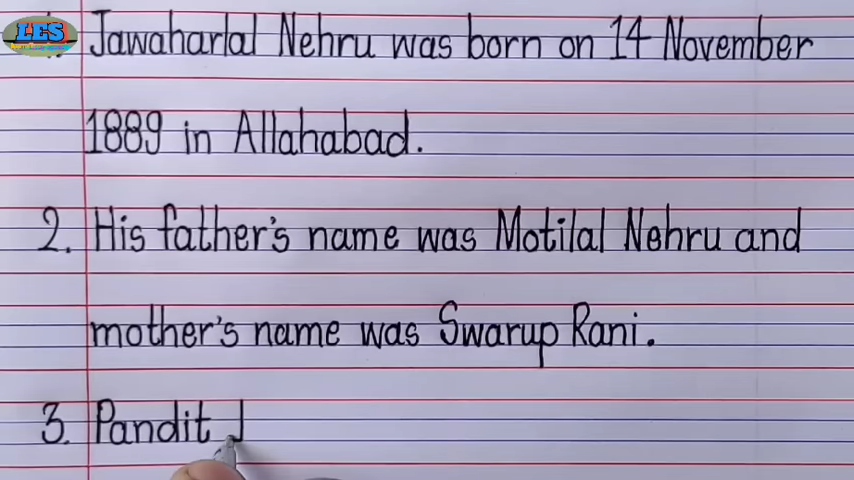 LES
Jawaharlal Nehru was born on 14 November
1889 in Allahabad.
2. His father's name was Motilal Nehru and
mother's name was Swarup Rani.
3. Pandit J